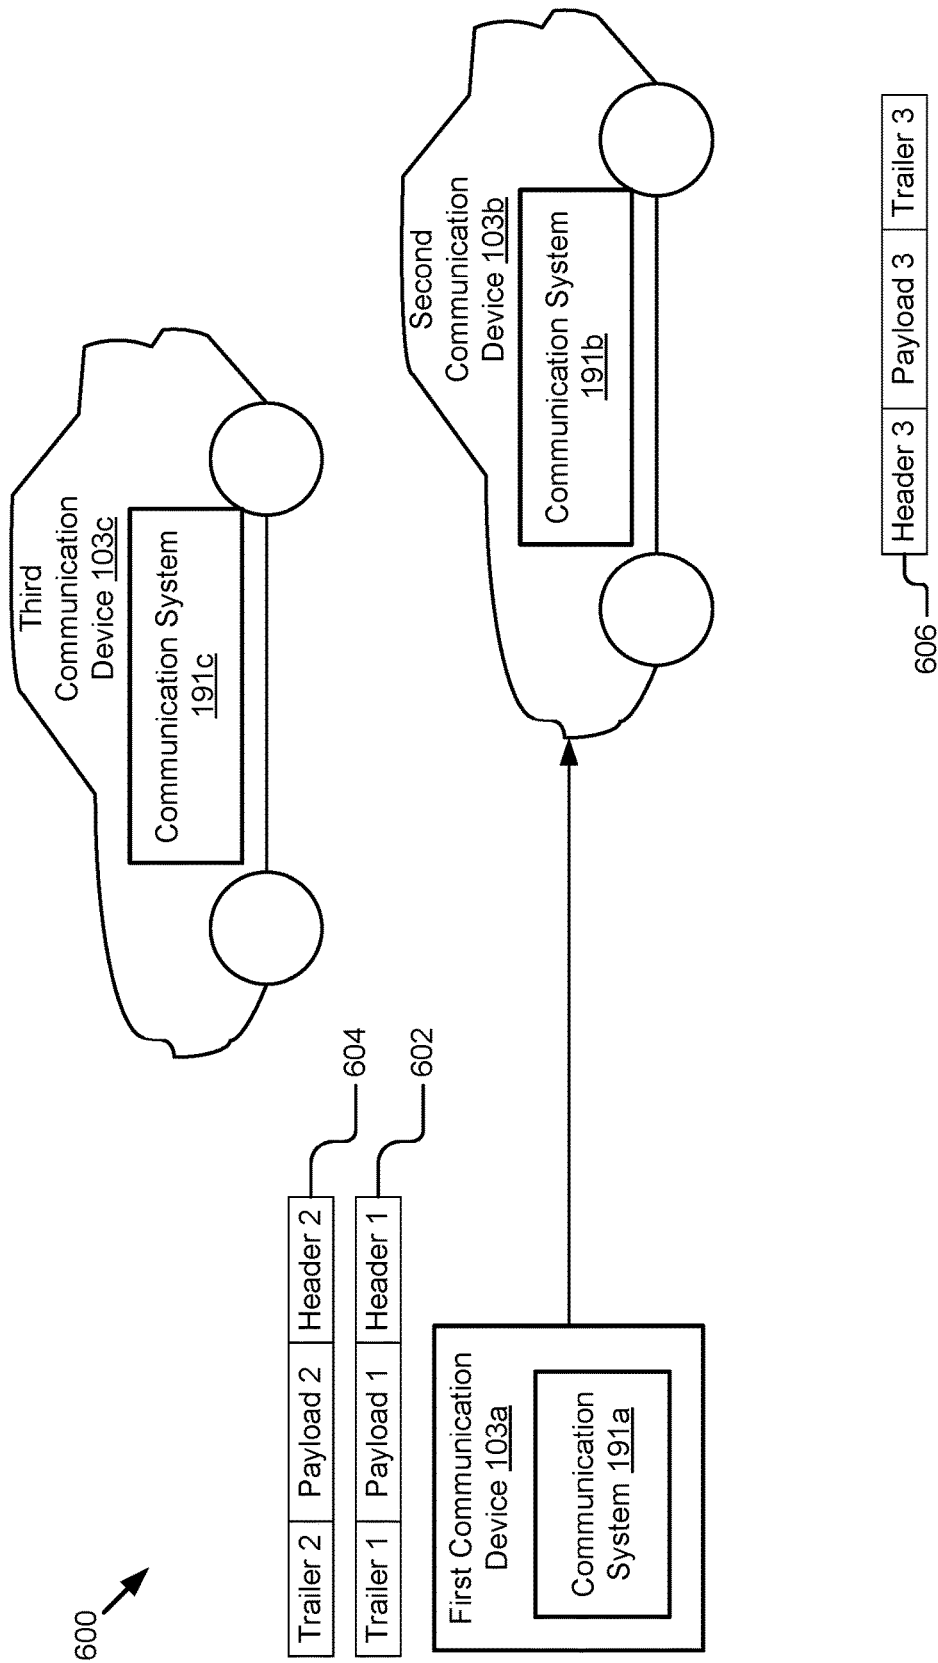 600
Third
Communication
Device 103c
Communication System
191c
Trailer 2 Payload 2 Header 2
604
Trailer 1 Payload 1 Header 1
602
First Communication
Device 103a
Communication
System 191a
Second
Communication
Device 103b
Communication System
191b
606
Header 3 Payload 3 Trailer 3